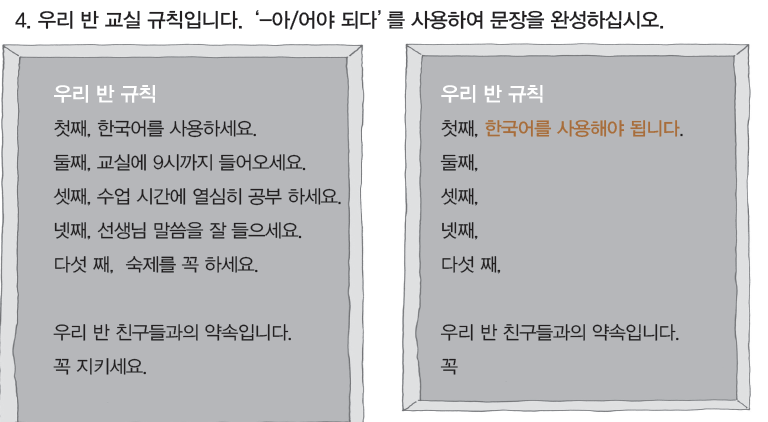 4. 우리 반 교실 규칙입니다. ‘-아/어야 되다’를 사용하여 문장을 완성하십시오.
우리 반 규칙
첫째, 한국어를 사용하세요.
둘째, 교실에 9시까지 들어오세요.
셋째, 수업 시간에 열심히 공부 하세요.
넷째, 선생님 말씀을 잘 들으세요.
다섯 째, 숙제를 꼭 하세요.
우리 반 친구들과의 약속입니다.
꼭 지키세요.
우리 반 규칙
첫째, 한국어를 사용해야 됩니다.
둘째,
셋째,
넷째,
다섯 째,
우리 반 친구들과의 약속입니다.
꼭